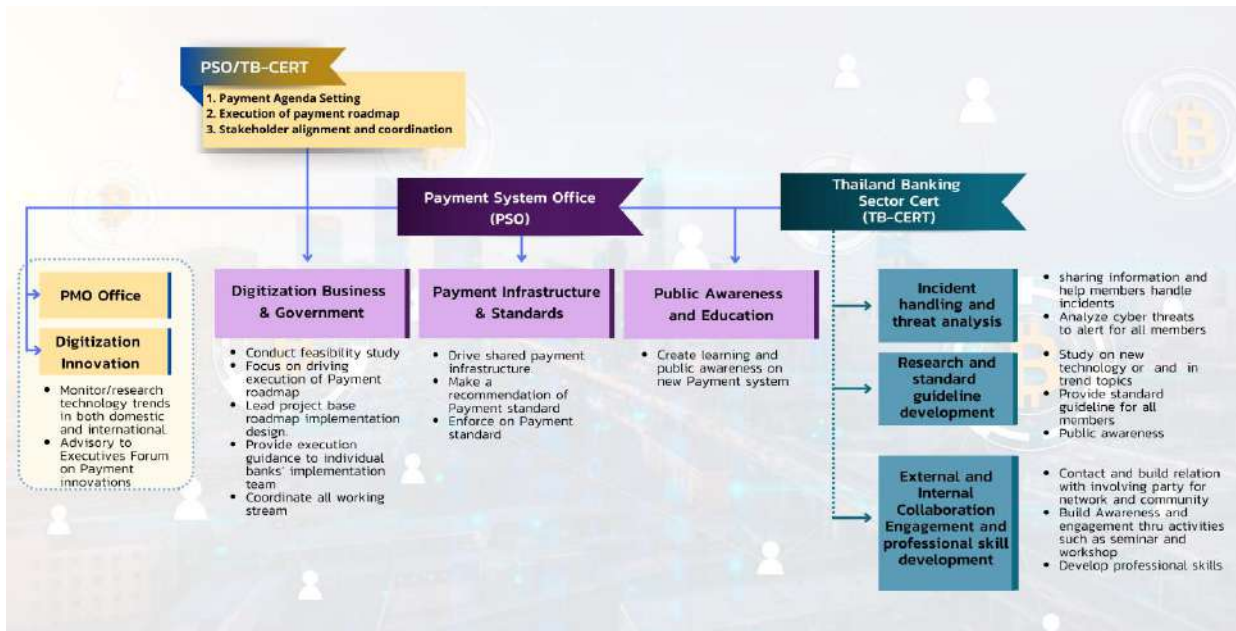 PSO/TB-CERT
1. Payment Agenda Setting
2. Execution of payment roadmap
3. Stakeholder alignment and coordination
Payment System Office
(PSO)
Thailand Banking
Sector Cert
(TB-CERT)
PMO Office
Digitization
Innovation
• Monitor/research
technology trends
in both domestic
and international.
• Advisory to
Executives Forum
on Payment
innovations
Digitization Business
& Government
• Conduct feasibility study
• Focus on driving
execution of Payment
roadmap
• Lead project base
roadmap implementation
design.
• Provide execution
guidance to individual
banks' implementation
team
• Coordinate all working
stream
Payment Infrastructure
& Standards
• Drive shared payment
infrastructure.
• Make a
recommendation of
Payment standard
• Enforce on Payment
standard
Public Awareness
and Education
• Create learning and
public awareness on
new Payment system
Incident
handling and
threat analysis
• sharing information and
help members handle
incidents
• Analyze cyber threats
to alert for all members
Research and
standard
guideline
development
• Study on new
technology or and in
trend topics
• Provide standard
guideline for all
members
• Public awareness
External and
Internal
Collaboration
Engagement and
professional skill
development
• Contact and build relation
with involving party for
network and community
• Build Awareness and
engagement thru activities
such as seminar and
workshop
• Develop professional skills